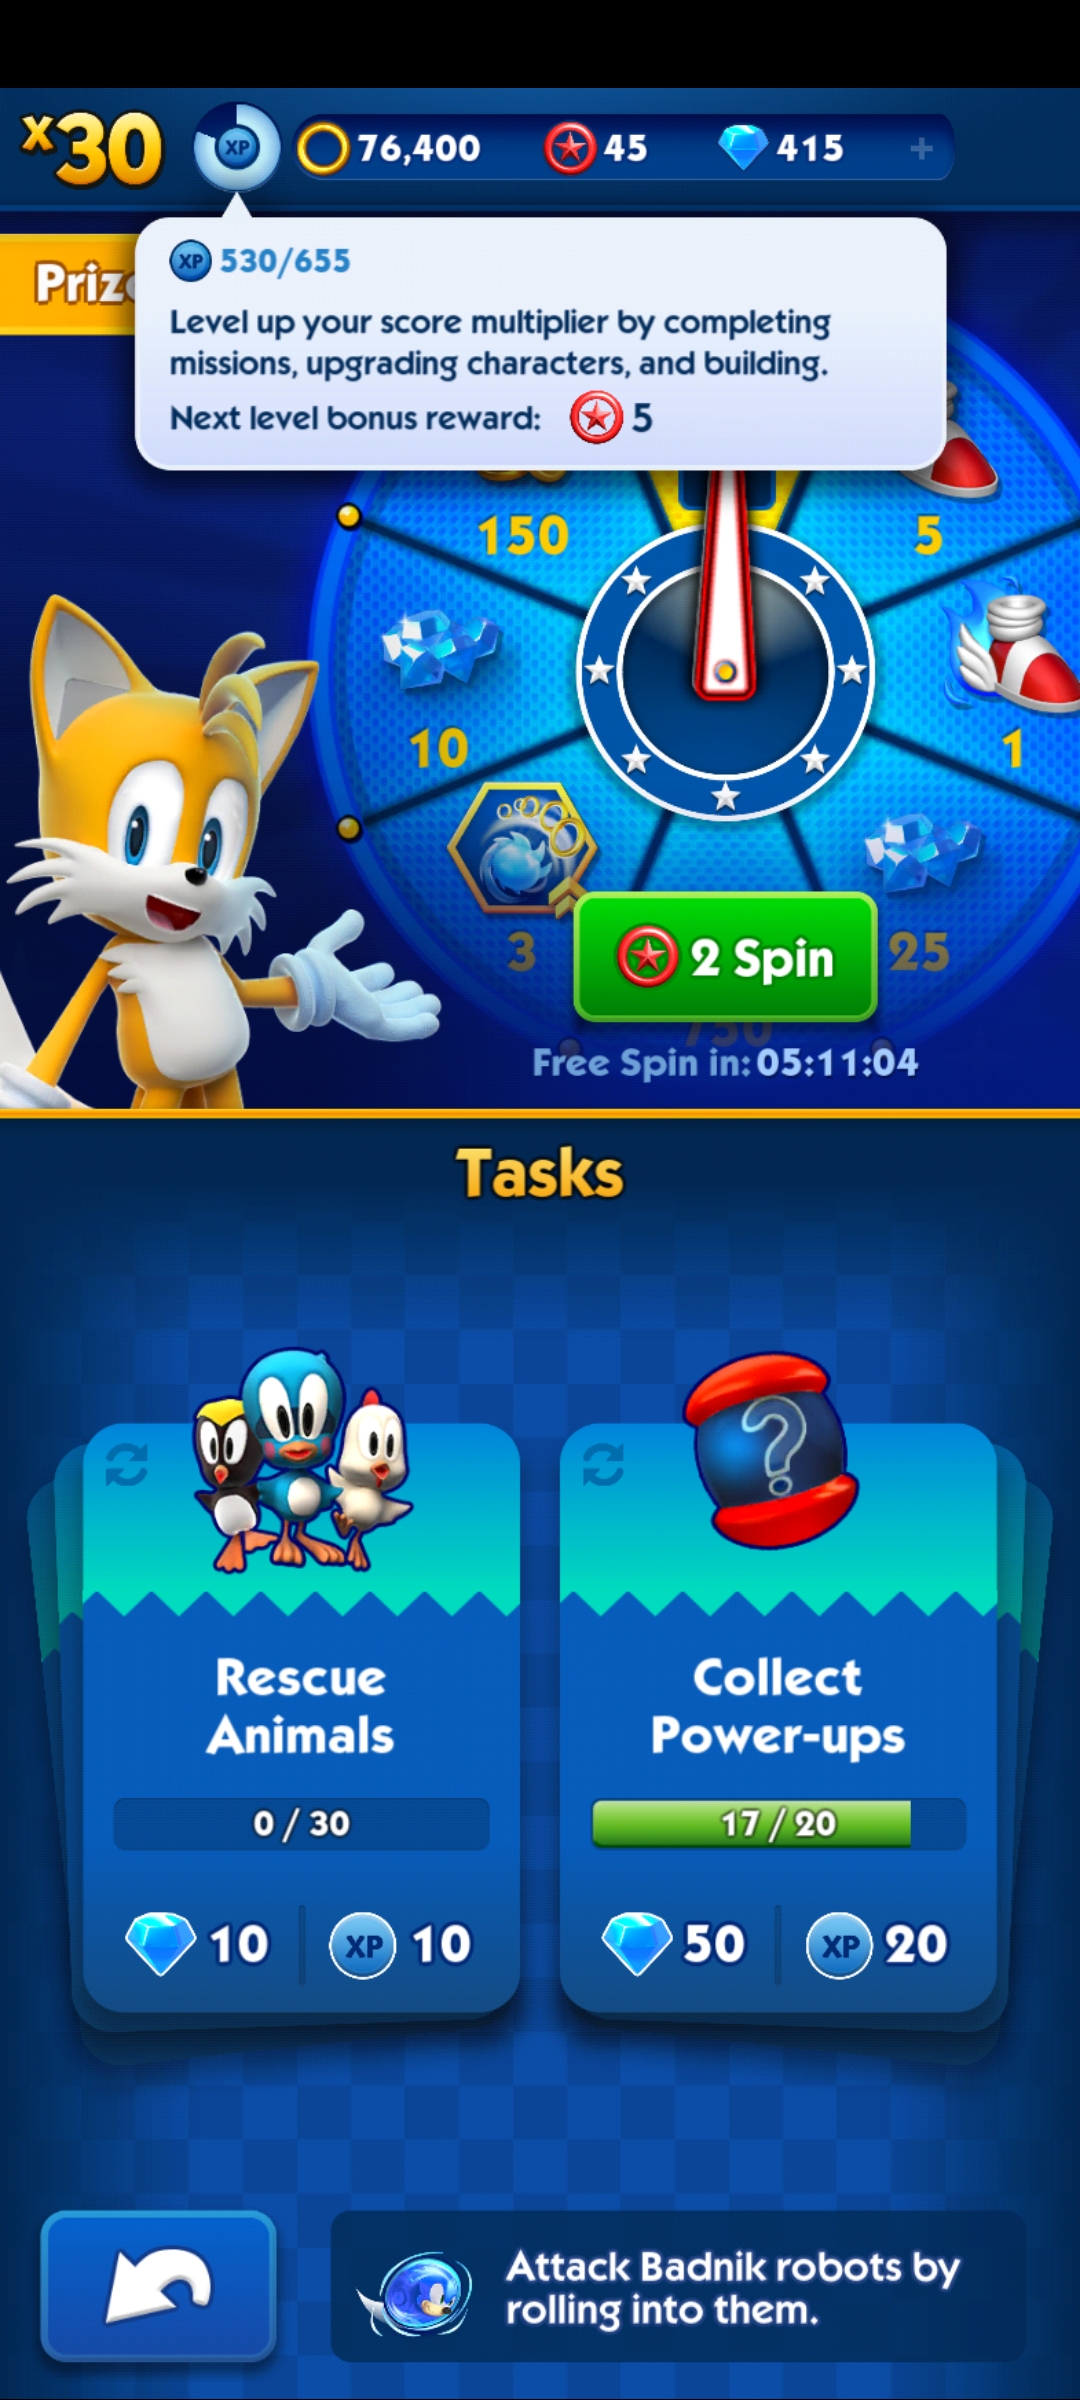 x30
XP
76,400
45
415
+
XP 530/655
Level up your score multiplier by completing
missions, upgrading characters, and building.
Next level bonus reward: 5
150
5
10
1
3
2 Spin
25
750
Free Spin in: 05:11:04
Tasks
?
Rescue
Animals
Collect
Power-ups
0 / 30
17 / 20
10
XP 10
50
XP 20
Attack Badnik robots by
rolling into them.